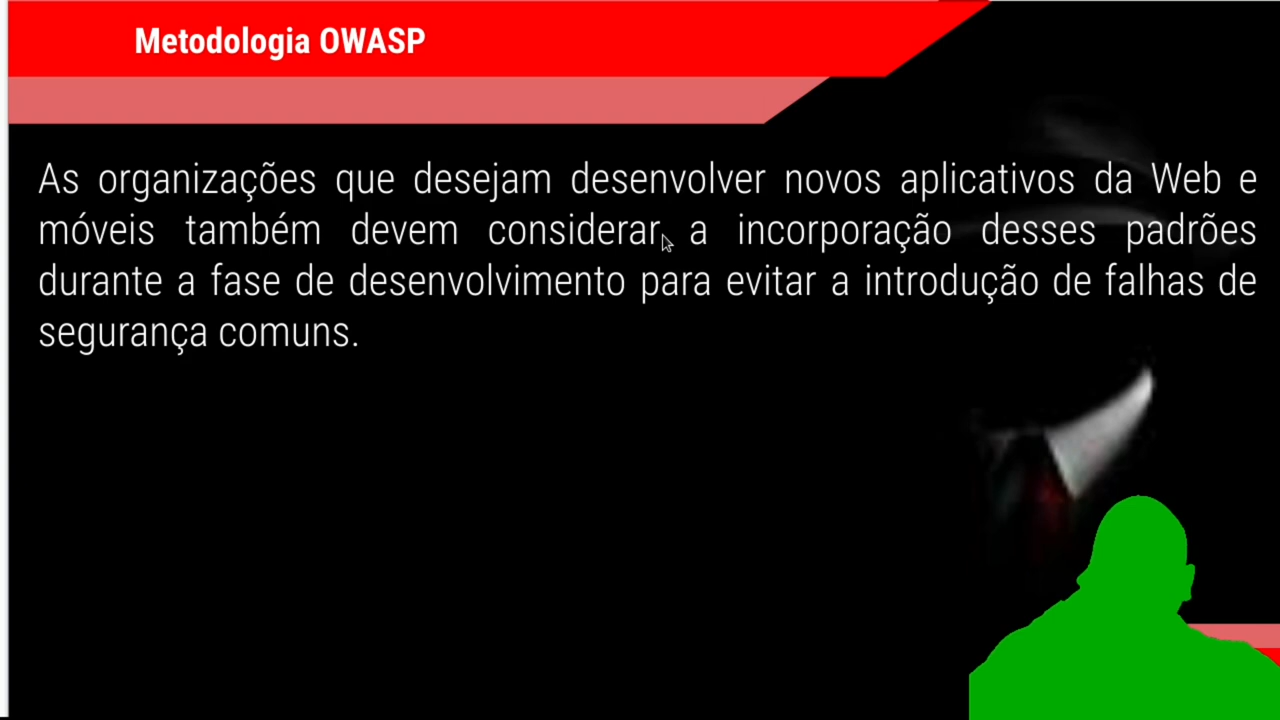 Metodologia OWASP
As organizações que desejam desenvolver novos aplicativos da Web e
móveis também devem considerar a incorporação desses padrões
durante a fase de desenvolvimento para evitar a introdução de falhas de
segurança comuns.